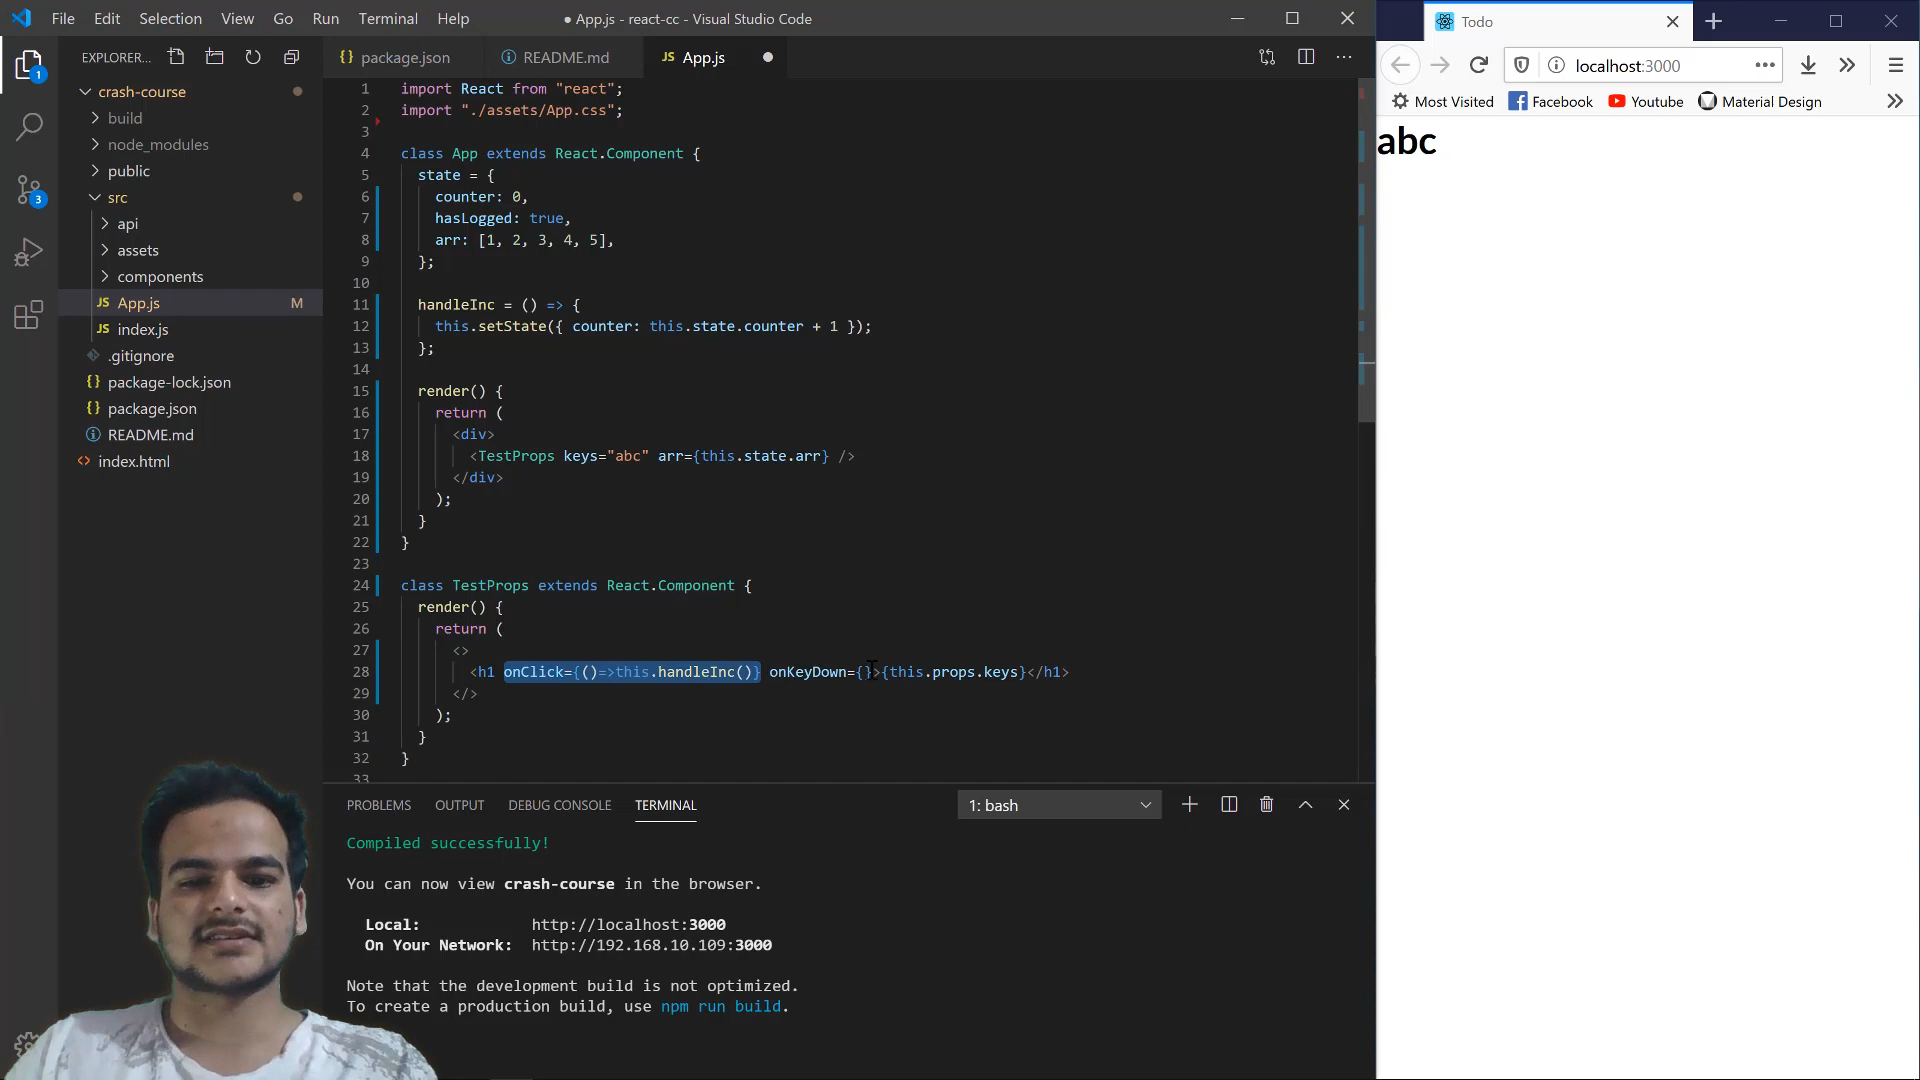 File Edit Selection View Go Run Terminal Help
● App.js - react-cc - Visual Studio Code
EXPLORER...
crash-course
build
node_modules
public
src
api
assets
components
JS App.js M
JS index.js
.gitignore
{} package-lock.json
{} package.json
README.md
<> index.html
1
3
{} package.json
README.md
JS App.js ●
1 import React from "react";
2 import "./assets/App.css";
3
4 class App extends React.Component {
5 state = {
6 counter: 0,
7 hasLogged: true,
8 arr: [1, 2, 3, 4, 5],
9 };
10
11 handleInc = () => {
12 this.setState({ counter: this.state.counter + 1 });
13 };
14
15 render() {
16 return (
17 <div>
18 <TestProps keys="abc" arr={this.state.arr} />
19 </div>
20 );
21 }
22 }
23
24 class TestProps extends React.Component {
25 render() {
26 return (
27 <>
28 <h1 onClick={()=>this.handleInc()} onKeyDown={}>{this.props.keys}</h1>
29 </>
30 );
31 }
32 }
33
PROBLEMS OUTPUT DEBUG CONSOLE TERMINAL 1: bash
Compiled successfully!
You can now view crash-course in the browser.
Local: http://localhost:3000
On Your Network: http://192.168.10.109:3000
Note that the development build is not optimized.
To create a production build, use npm run build.
Todo
localhost:3000
Most Visited Facebook Youtube Material Design
abc